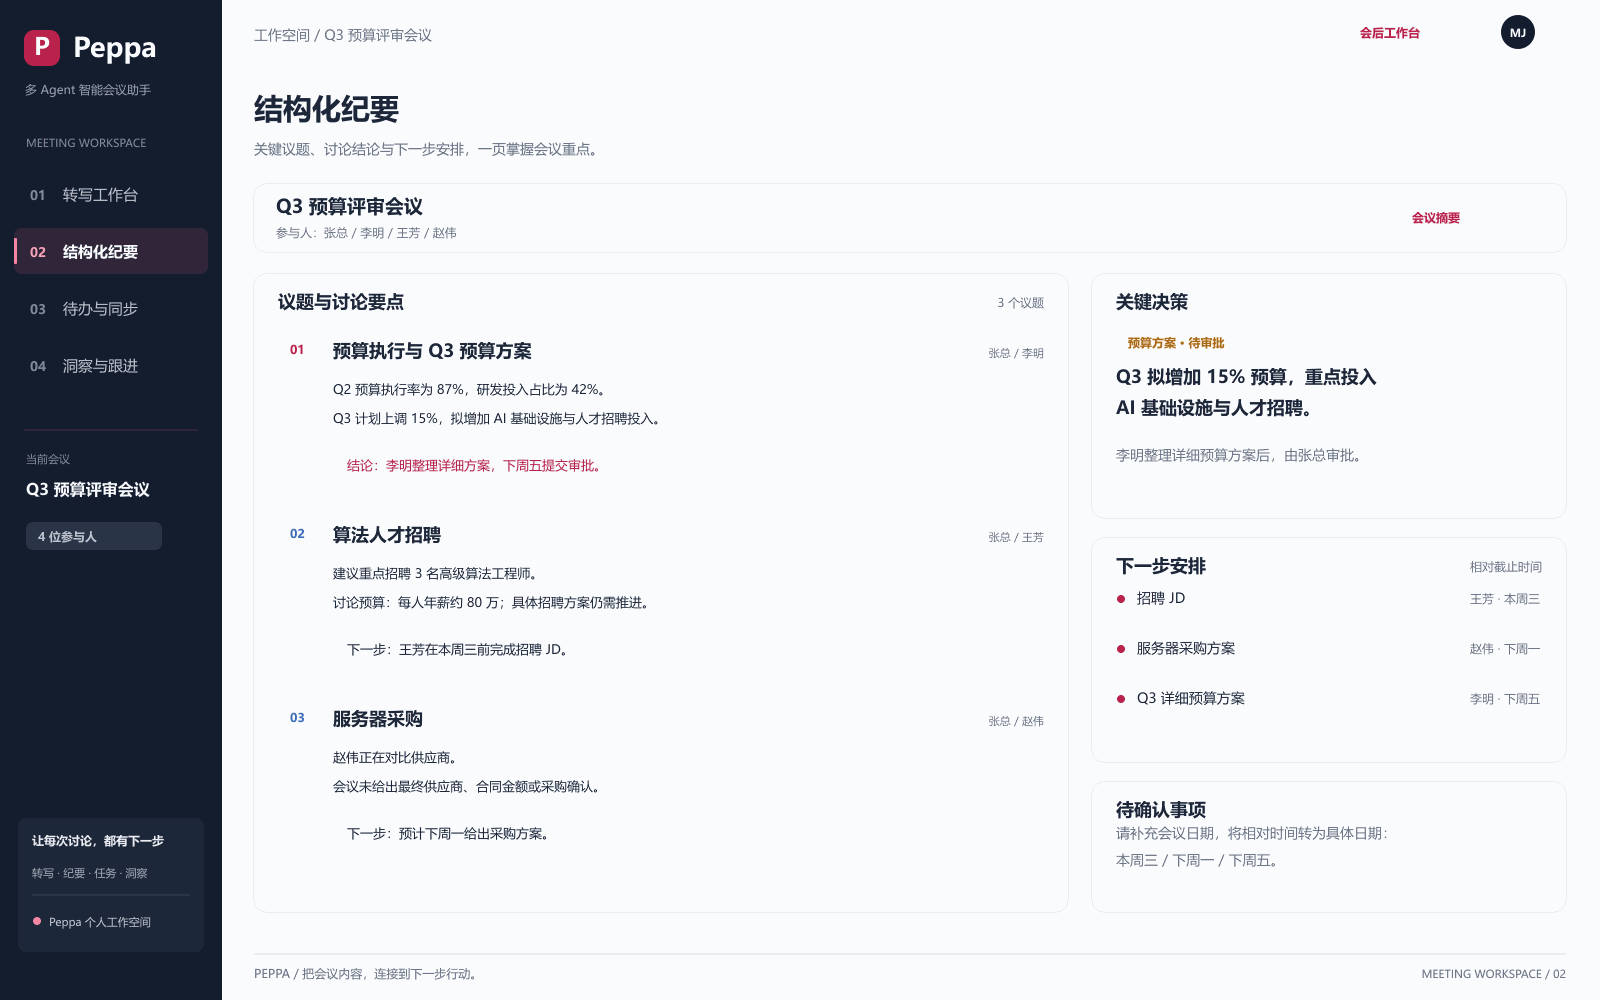 P Peppa
多 Agent 智能会议助手
MEETING WORKSPACE
01 转写工作台
02 结构化纪要
03 待办与同步
04 洞察与跟进
当前会议
Q3 预算评审会议
4 位参与人
让每次讨论，都有下一步
转写 · 纪要 · 任务 · 洞察
Peppa 个人工作空间
工作空间 / Q3 预算评审会议
会后工作台
MJ
结构化纪要
关键议题、讨论结论与下一步安排，一页掌握会议重点。
Q3 预算评审会议
参与人：张总 / 李明 / 王芳 / 赵伟
会议摘要
议题与讨论要点
3 个议题
01 预算执行与 Q3 预算方案
张总 / 李明
Q2 预算执行率为 87%，研发投入占比为 42%。
Q3 计划上调 15%，拟增加 AI 基础设施与人才招聘投入。
结论：李明整理详细方案，下周五提交审批。
02 算法人才招聘
张总 / 王芳
建议重点招聘 3 名高级算法工程师。
讨论预算：每人年薪约 80 万；具体招聘方案仍需推进。
下一步：王芳在本周三前完成招聘 JD。
03 服务器采购
张总 / 赵伟
赵伟正在对比供应商。
会议未给出最终供应商、合同金额或采购确认。
下一步：预计下周一给出采购方案。
关键决策
预算方案 · 待审批
Q3 拟增加 15% 预算，重点投入
AI 基础设施与人才招聘。
李明整理详细预算方案后，由张总审批。
下一步安排
相对截止时间
招聘 JD
王芳 · 本周三
服务器采购方案
赵伟 · 下周一
Q3 详细预算方案
李明 · 下周五
待确认事项
请补充会议日期，将相对时间转为具体日期：
本周三 / 下周一 / 下周五。
PEPPA / 把会议内容，连接到下一步行动。
MEETING WORKSPACE / 02